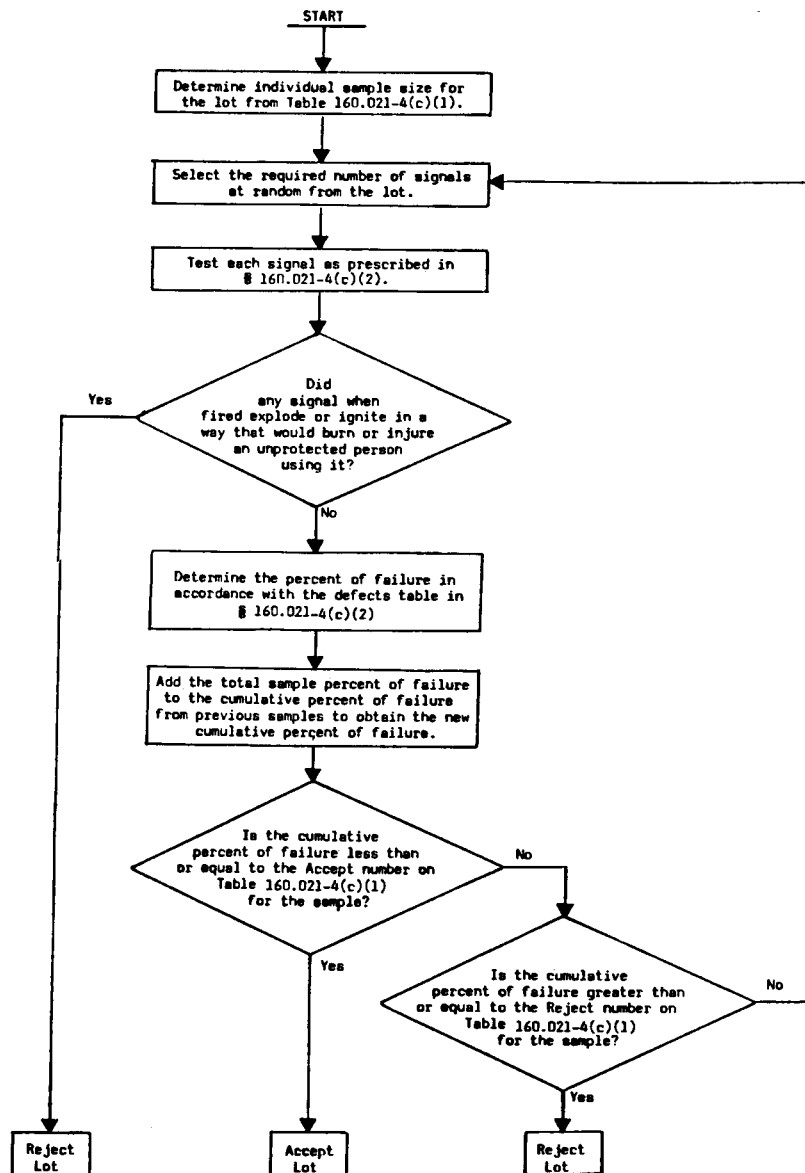 START
Determine individual sample size for
the lot from Table 160.021-4(c)(1).
Select the required number of signals
at random from the lot.
Test each signal as prescribed in
§ 160.021-4(c)(2).
Did
any signal when
fired explode or ignite in a
way that would burn or injure
an unprotected person
using it?
Yes
No
Determine the percent of failure in
accordance with the defects table in
§ 160.021-4(c)(2)
Add the total sample percent of failure
to the cumulative percent of failure
from previous samples to obtain the new
cumulative percent of failure.
Is the cumulative
percent of failure less than
or equal to the Accept number on
Table 160.021-4(c)(1)
for the sample?
No
Yes
Is the cumulative
percent of failure greater than
or equal to the Reject number on
Table 160.021-4(c)(1)
for the sample?
No
Yes
Reject
Lot
Accept
Lot
Reject
Lot